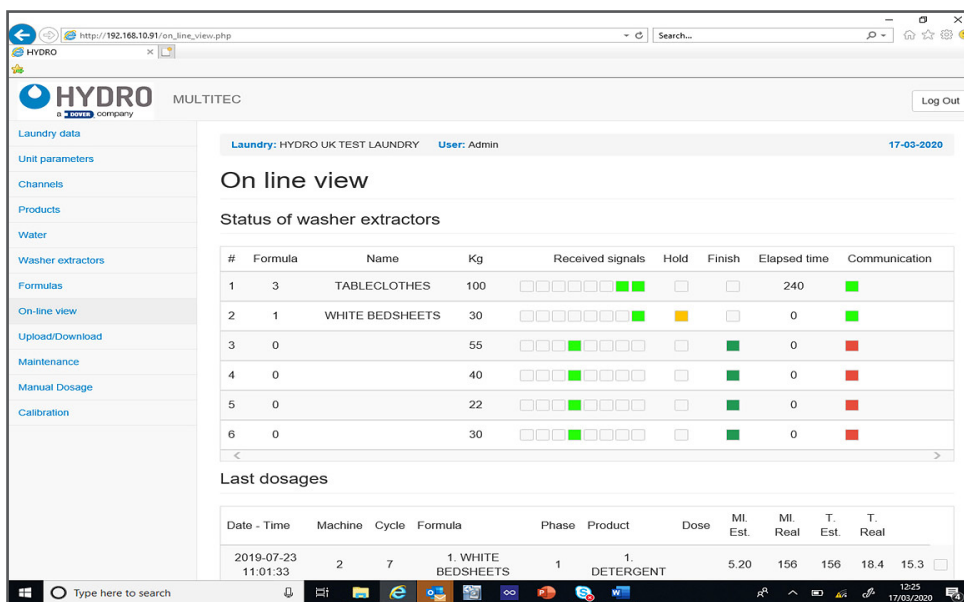 http://192.168.10.91/on_line_view.php
Search...
HYDRO
HYDRO
a DOVER company
MULTITEC
Log Out
Laundry data
Unit parameters
Channels
Products
Water
Washer extractors
Formulas
On-line view
Upload/Download
Maintenance
Manual Dosage
Calibration
Laundry: HYDRO UK TEST LAUNDRY User: Admin 17-03-2020
On line view
Status of washer extractors
# Formula Name Kg Received signals Hold Finish Elapsed time Communication
1 3 TABLECLOTHES 100 240
2 1 WHITE BEDSHEETS 30 0
3 0 55 0
4 0 40 0
5 0 22 0
6 0 30 0
Last dosages
Date - Time Machine Cycle Formula Phase Product Dose Ml. Est. Ml. Real T. Est. T. Real
2019-07-23 11:01:33 2 7 1. WHITE BEDSHEETS 1 1. DETERGENT 5.20 156 156 18.4 15.3
Type here to search
12:25
17/03/2020